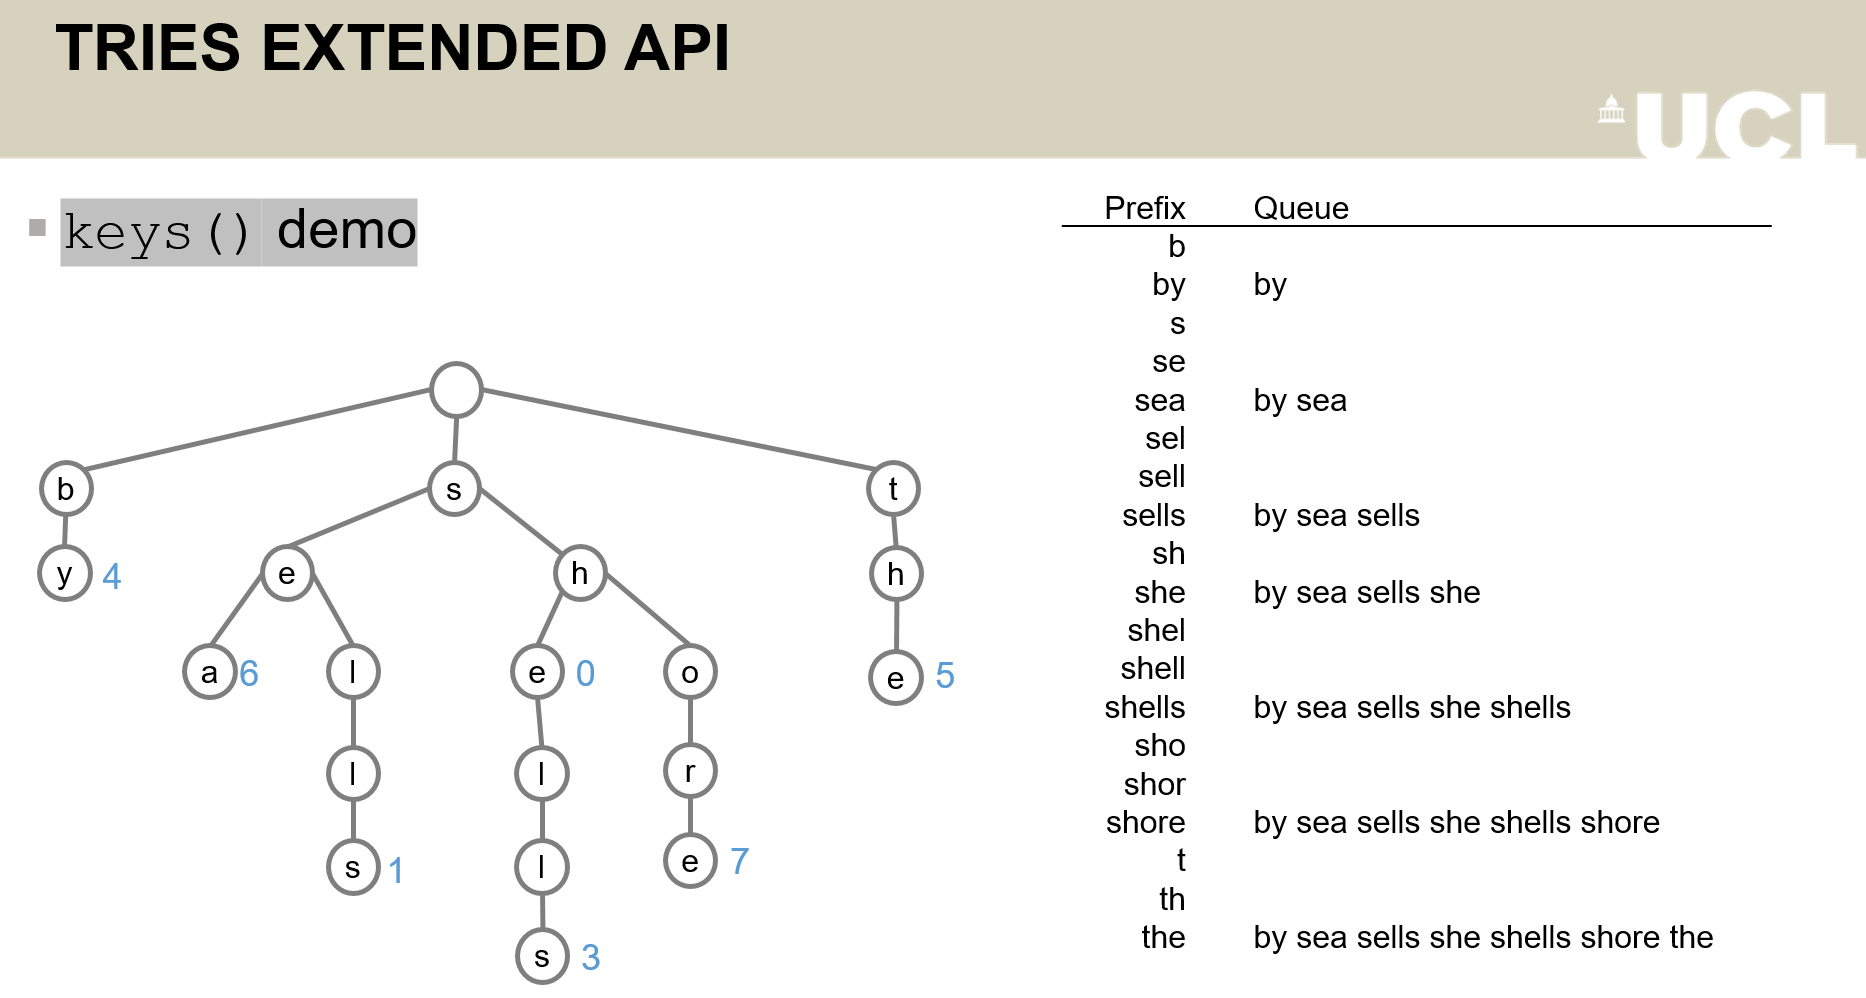 TRIES EXTENDED API
UCL
keys() demo
Prefix Queue
b
by by
s
se
sea by sea
sel
sell
sells by sea sells
sh
she by sea sells she
shel
shell
shells by sea sells she shells
sho
shor
shore by sea sells she shells shore
t
th
the by sea sells she shells shore the
b s t
y 4 e h h
a 6 l e 0 o e 5
l l r
s 1 l e 7
s 3